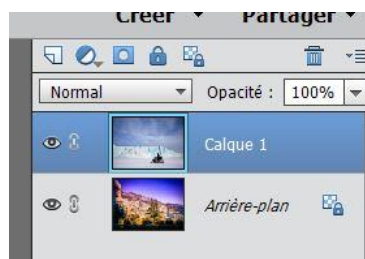 Créer Partager
Normal Opacité : 100%
Calque 1
Arrière-plan